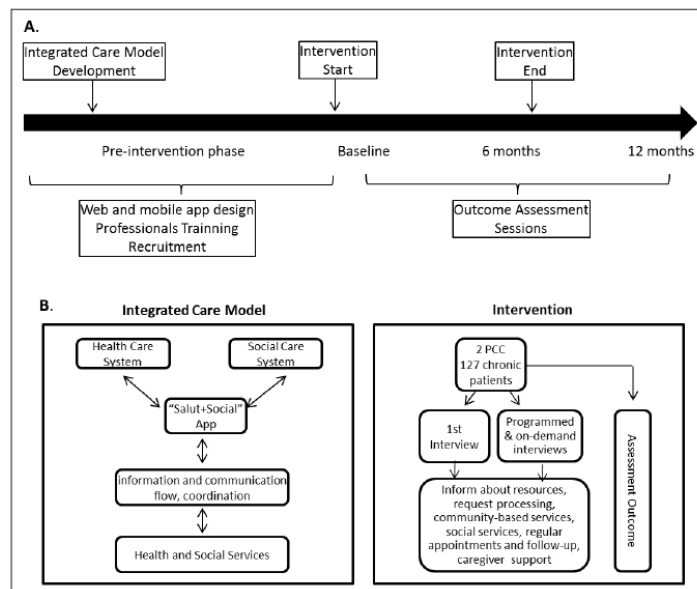 A.
Integrated Care Model
Development
Intervention
Start
Intervention
End
Pre-intervention phase
Baseline
6 months
12 months
Web and mobile app design
Professionals Trainning
Recruitment
Outcome Assessment
Sessions
B.
Integrated Care Model
Health Care
System
Social Care
System
"Salut+Social"
App
information and communication
flow, coordination
Health and Social Services
Intervention
2 PCC
127 chronic
patients
1st
Interview
Programmed
& on-demand
interviews
Inform about resources,
request processing,
community-based services,
social services, regular
appointments and follow-up,
caregiver support
Assessment Outcome